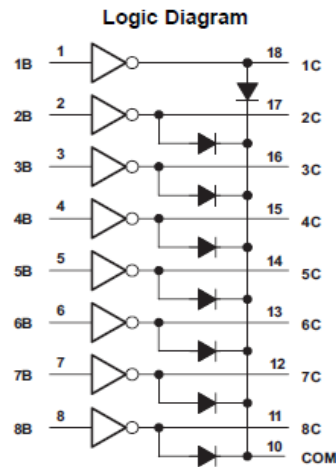 Logic Diagram
1B 1 18 1C
2B 2 17 2C
3B 3 16 3C
4B 4 15 4C
5B 5 14 5C
6B 6 13 6C
7B 7 12 7C
8B 8 11 8C
10 COM